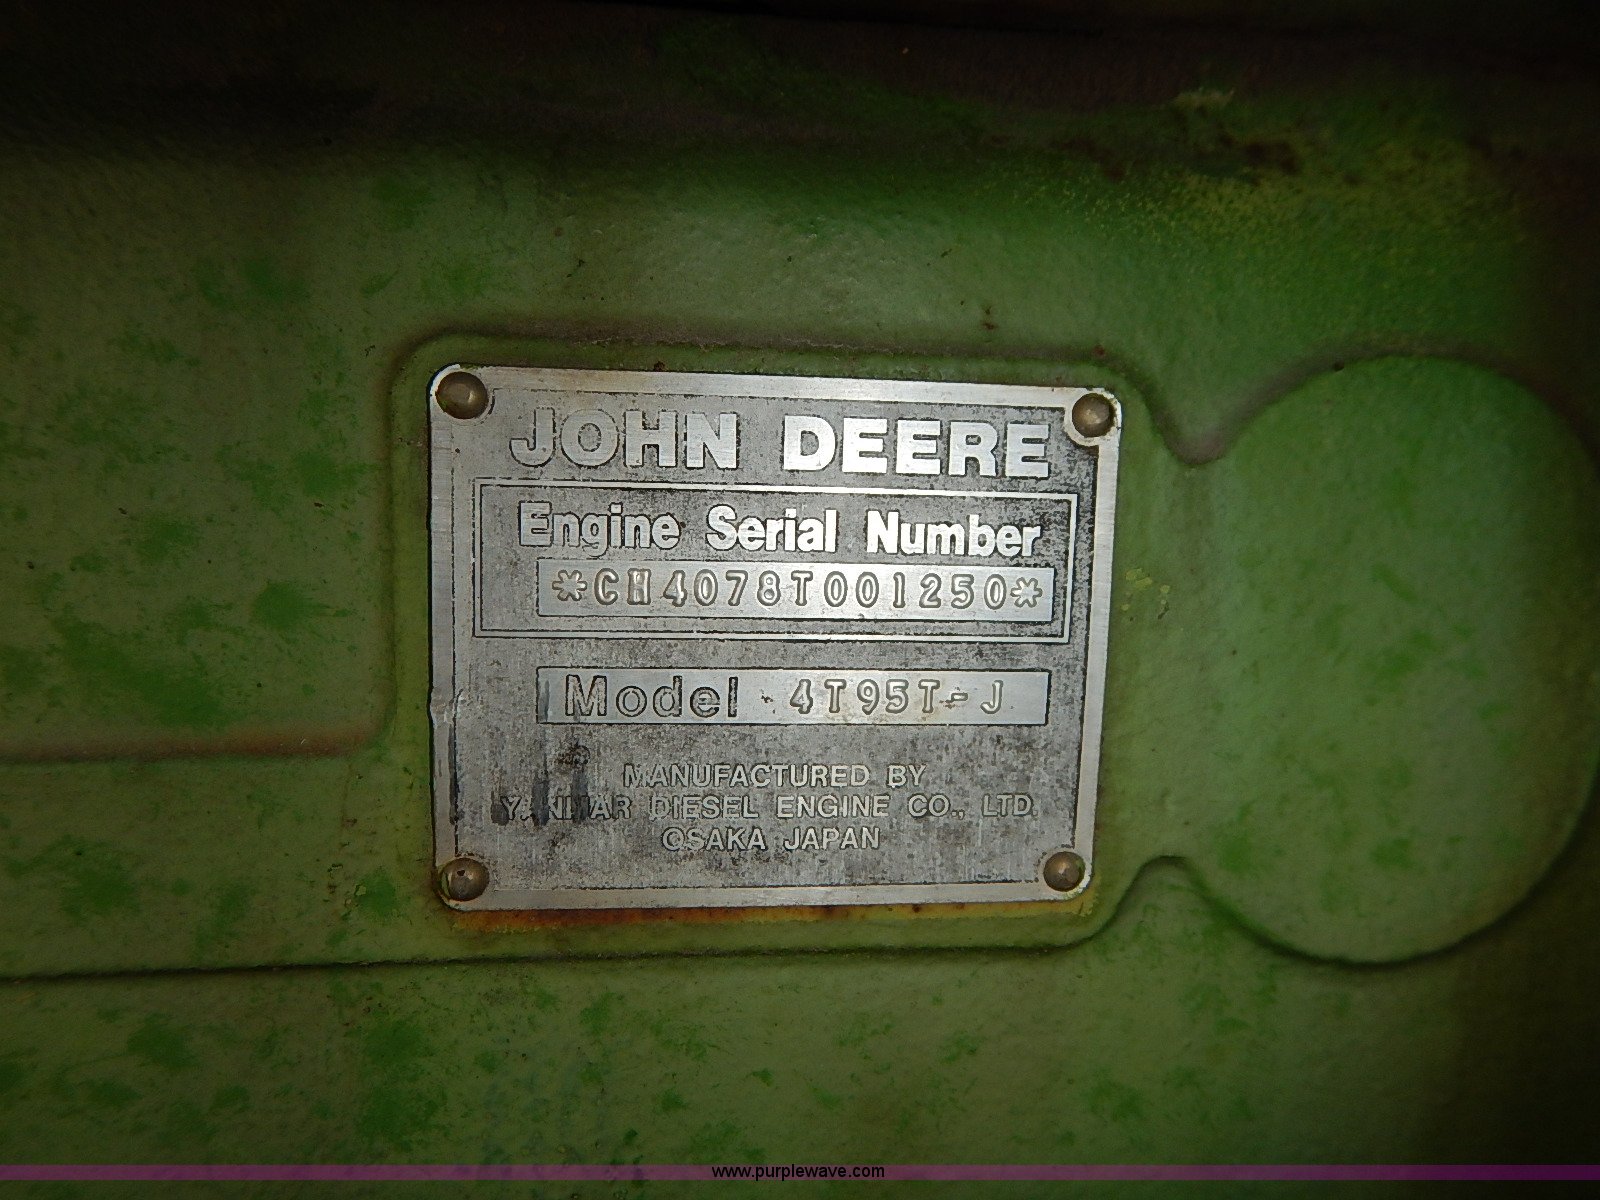 JOHN DEERE
Engine Serial Number
*CH4078T001250*
Model 4T95T-J
MANUFACTURED BY
YANMAR DIESEL ENGINE CO., LTD.
OSAKA JAPAN
www.purplewave.com